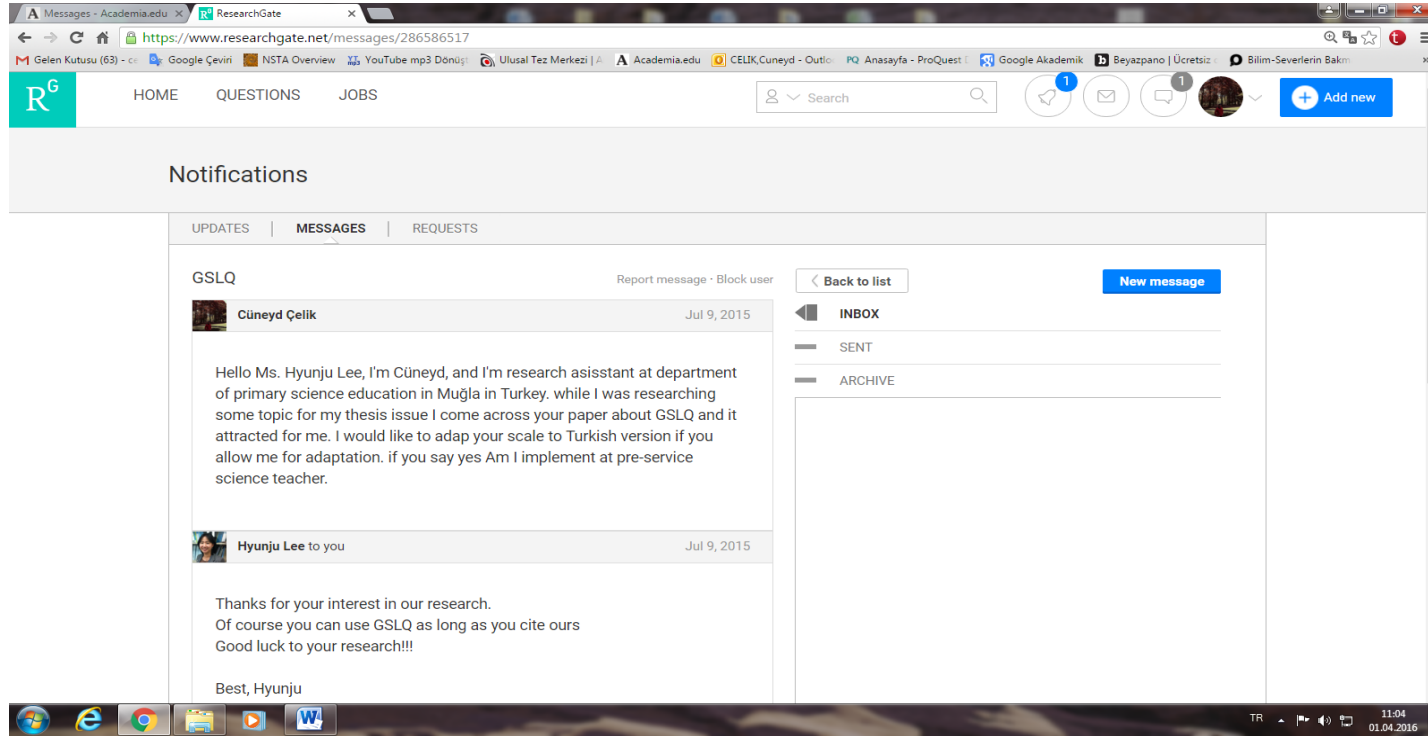 Messages - Academia.edu
ResearchGate
https://www.researchgate.net/messages/286586517
Gelen Kutusu (63) - ce Google Çeviri NSTA Overview YouTube mp3 Dönüşt Ulusal Tez Merkezi | A Academia.edu CELIK,Cuneyd - Outlo PQ Anasayfa - ProQuest Google Akademik Beyazpano | Ücretsiz Bilim-Severlerin Bakm
RG HOME QUESTIONS JOBS Search 1 1 Add new
Notifications
UPDATES | MESSAGES | REQUESTS
GSLQ Report message · Block user
Cüneyd Çelik Jul 9, 2015
Hello Ms. Hyunju Lee, I'm Cüneyd, and I'm research asisstant at department
of primary science education in Muğla in Turkey. while I was researching
some topic for my thesis issue I come across your paper about GSLQ and it
attracted for me. I would like to adap your scale to Turkish version if you
allow me for adaptation. if you say yes Am I implement at pre-service
science teacher.
Hyunju Lee to you Jul 9, 2015
Thanks for your interest in our research.
Of course you can use GSLQ as long as you cite ours
Good luck to your research!!!
Best, Hyunju
Back to list New message
INBOX
SENT
ARCHIVE
TR 11:04
01.04.2016